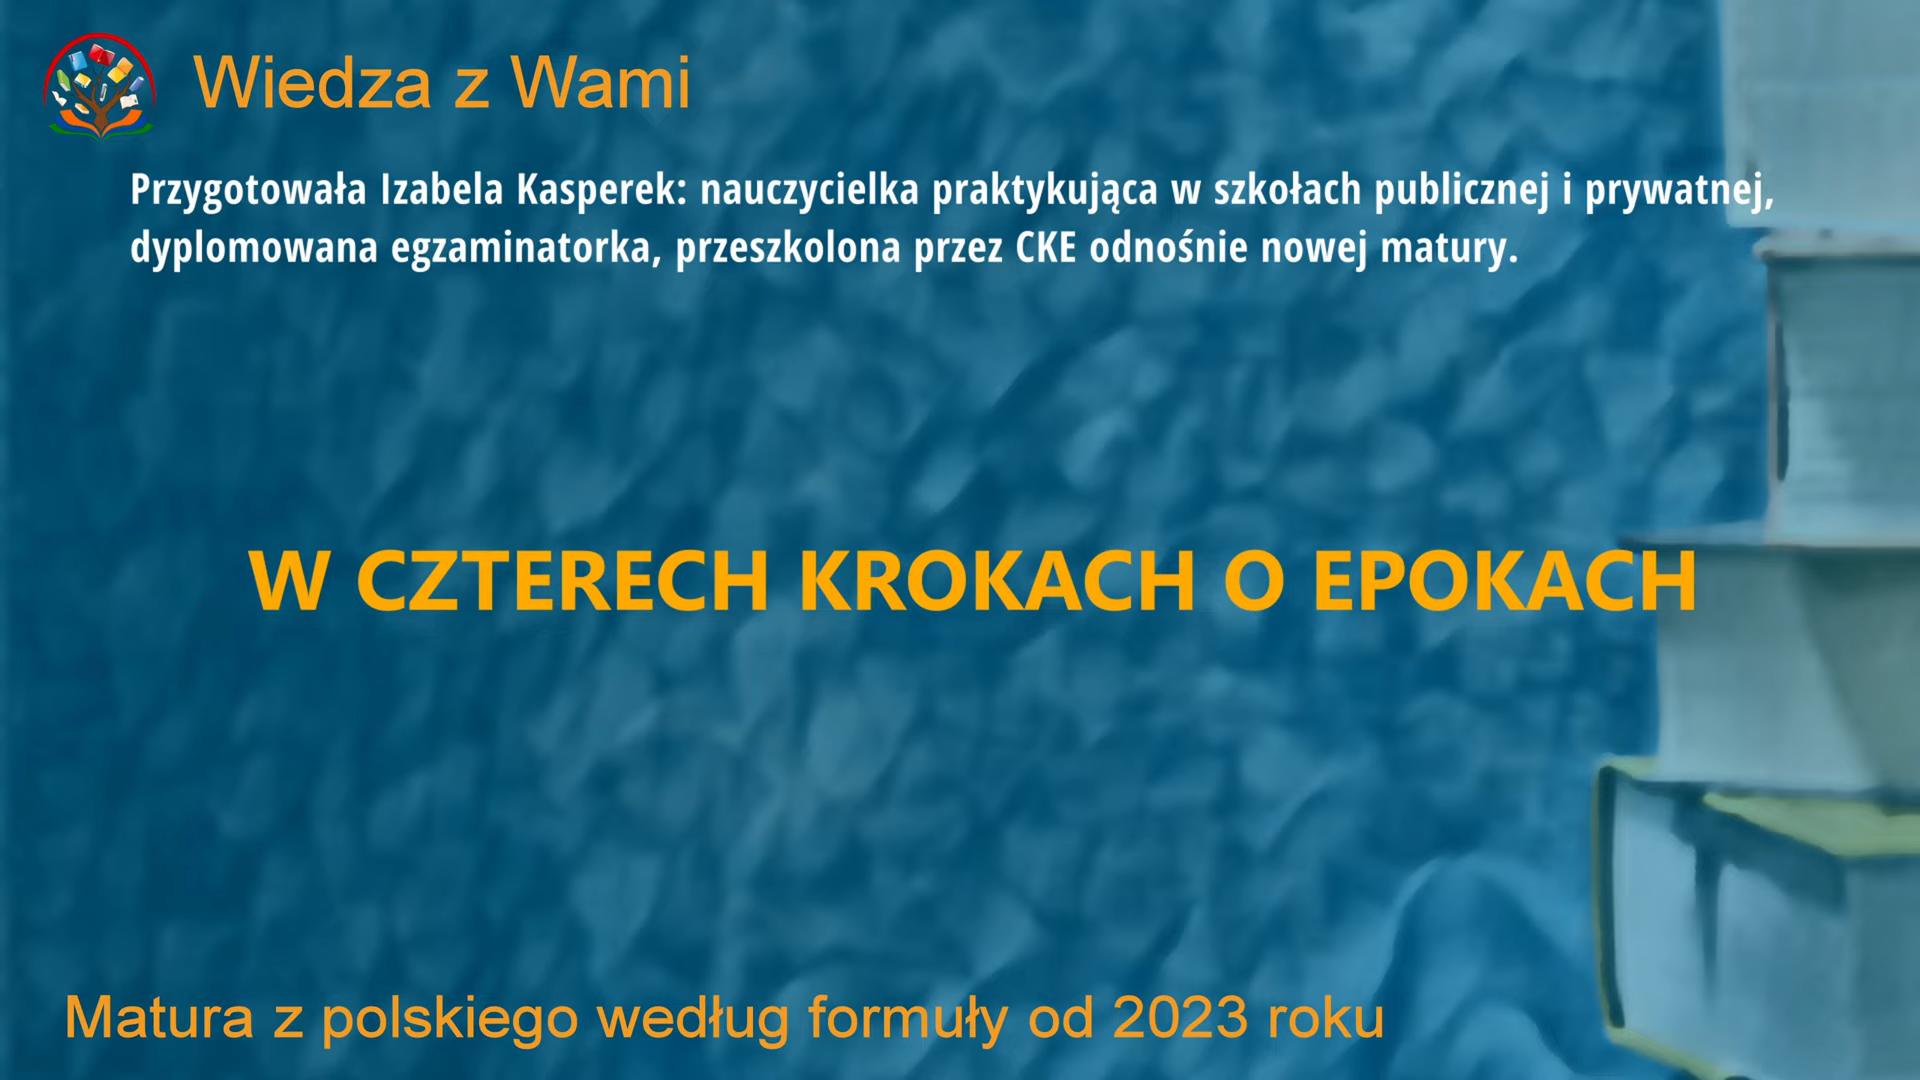 Wiedza z Wami
Przygotowała Izabela Kasperek: nauczycielka praktykująca w szkołach publicznej i prywatnej,
dyplomowana egzaminatorka, przeszkolona przez CKE odnośnie nowej matury.
W CZTERECH KROKACH O EPOKACH
Matura z polskiego według formuły od 2023 roku